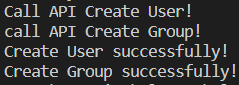 Call API Create User!
call API Create Group!
Create User successfully!
Create Group successfully!